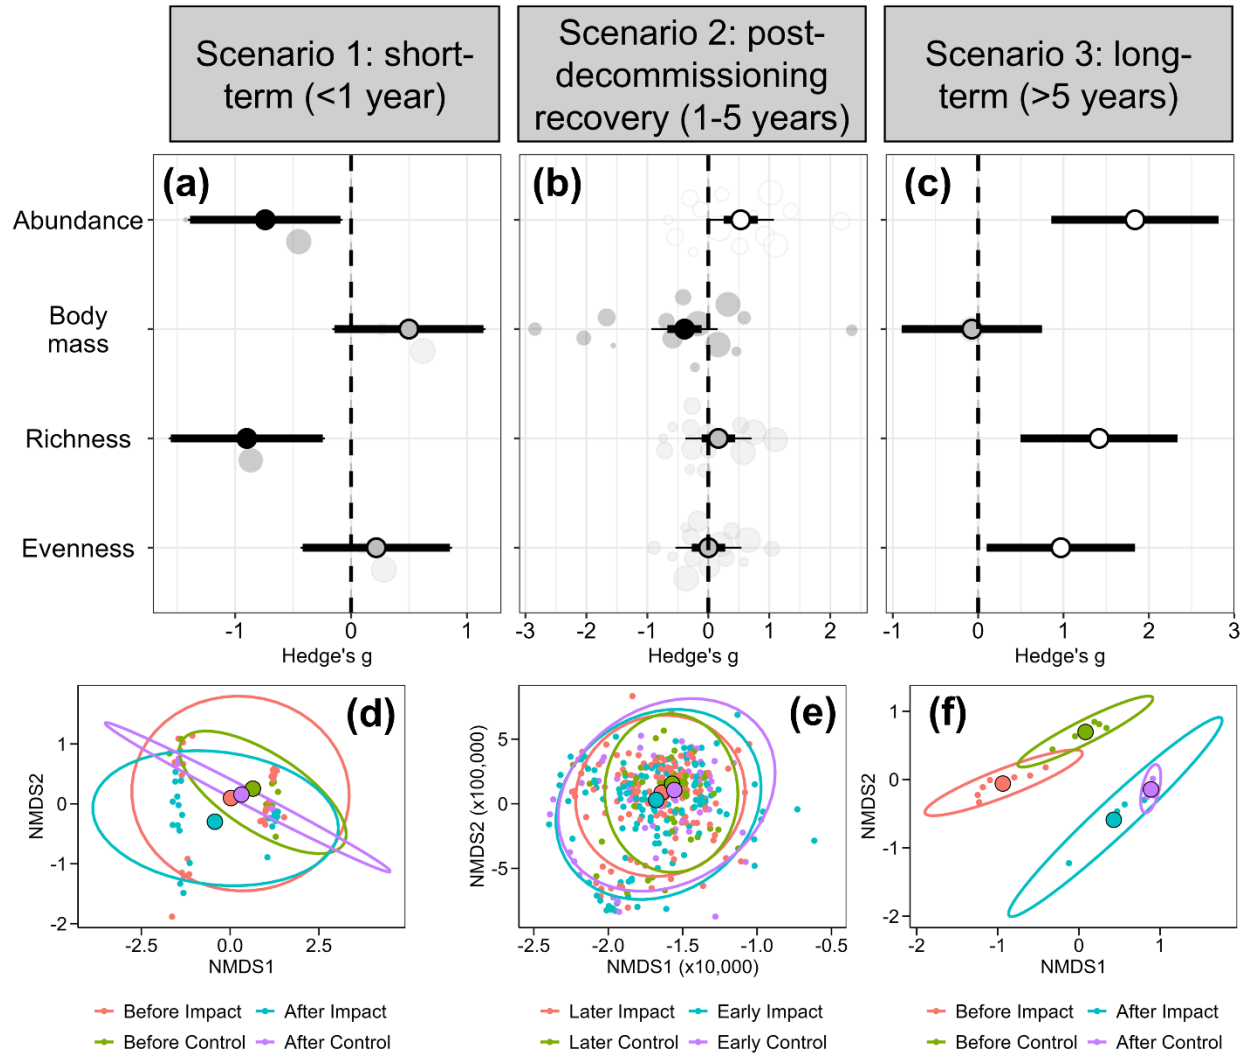 Scenario 1: short-
term (<1 year)
Scenario 2: post-
decommissioning
recovery (1-5 years)
Scenario 3: long-
term (>5 years)
(a)
(b)
(c)
Abundance
Body
mass
Richness
Evenness
-1
0
1
Hedge's g
-3
-2
-1
0
1
2
Hedge's g
-1
0
1
2
3
Hedge's g
(d)
1
0
-1
-2
NMDS2
-2.5
0.0
2.5
NMDS1
Before Impact
After Impact
Before Control
After Control
(e)
5
0
-5
NMDS2 (x100,000)
-2.5
-2.0
-1.5
-1.0
-0.5
NMDS1 (x10,000)
Later Impact
Early Impact
Later Control
Early Control
(f)
1
0
-1
-2
NMDS2
-2
-1
0
1
NMDS1
Before Impact
After Impact
Before Control
After Control